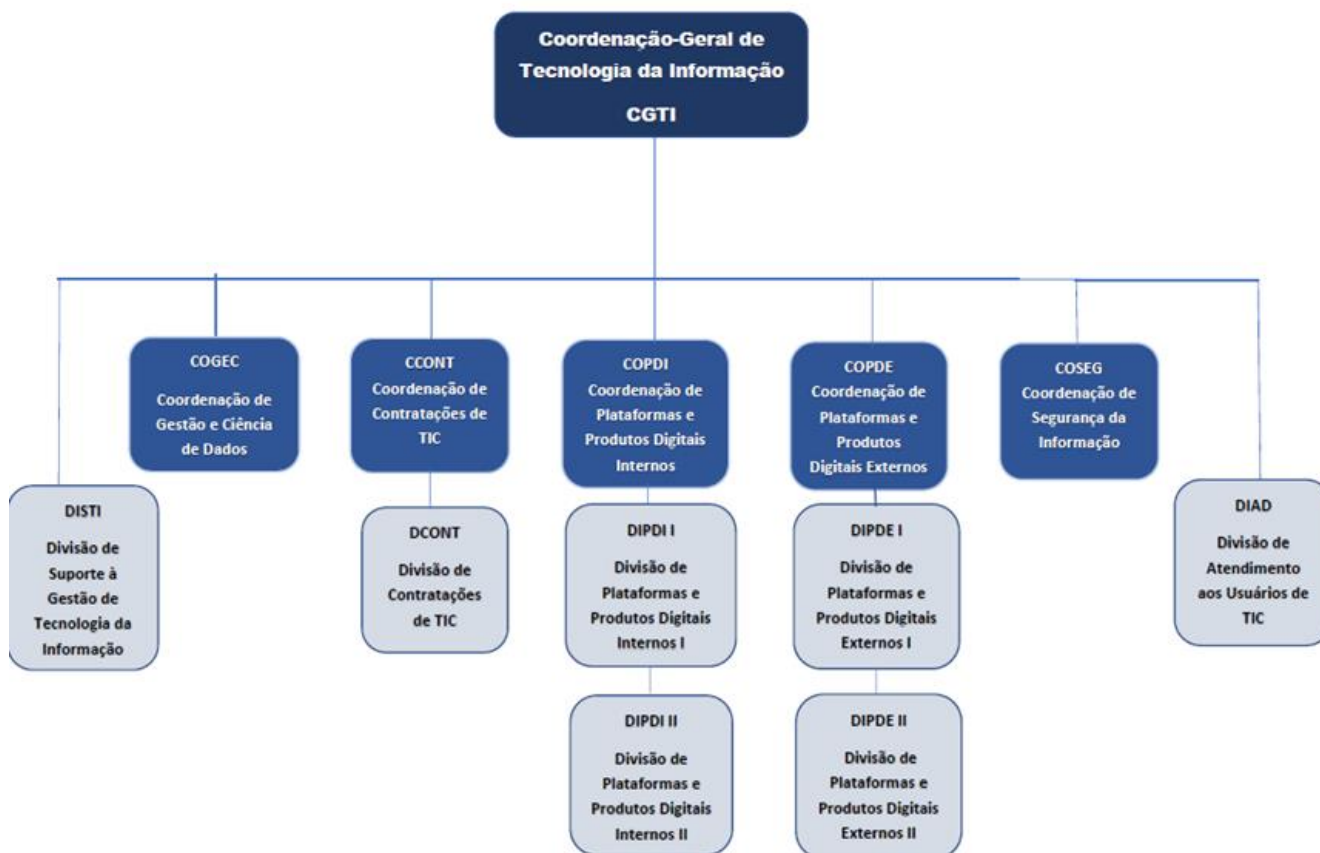 Coordenação-Geral de
Tecnologia da Informação
CGTI
COGEC
Coordenação de
Gestão e Ciência
de Dados
CCONT
Coordenação de
Contratações de
TIC
COPDI
Coordenação de
Plataformas e
Produtos Digitais
Internos
COPDE
Coordenação de
Plataformas e
Produtos
Digitais Externos
COSEG
Coordenação de
Segurança da
Informação
DISTI
Divisão de
Suporte à
Gestão de
Tecnologia da
Informação
DCONT
Divisão de
Contratações
de TIC
DIPDI I
Divisão de
Plataformas e
Produtos Digitais
Internos I
DIPDE I
Divisão de
Plataformas e
Produtos Digitais
Externos I
DIAD
Divisão de
Atendimento
aos Usuários de
TIC
DIPDI II
Divisão de
Plataformas e
Produtos Digitais
Internos II
DIPDE II
Divisão de
Plataformas e
Produtos Digitais
Externos II